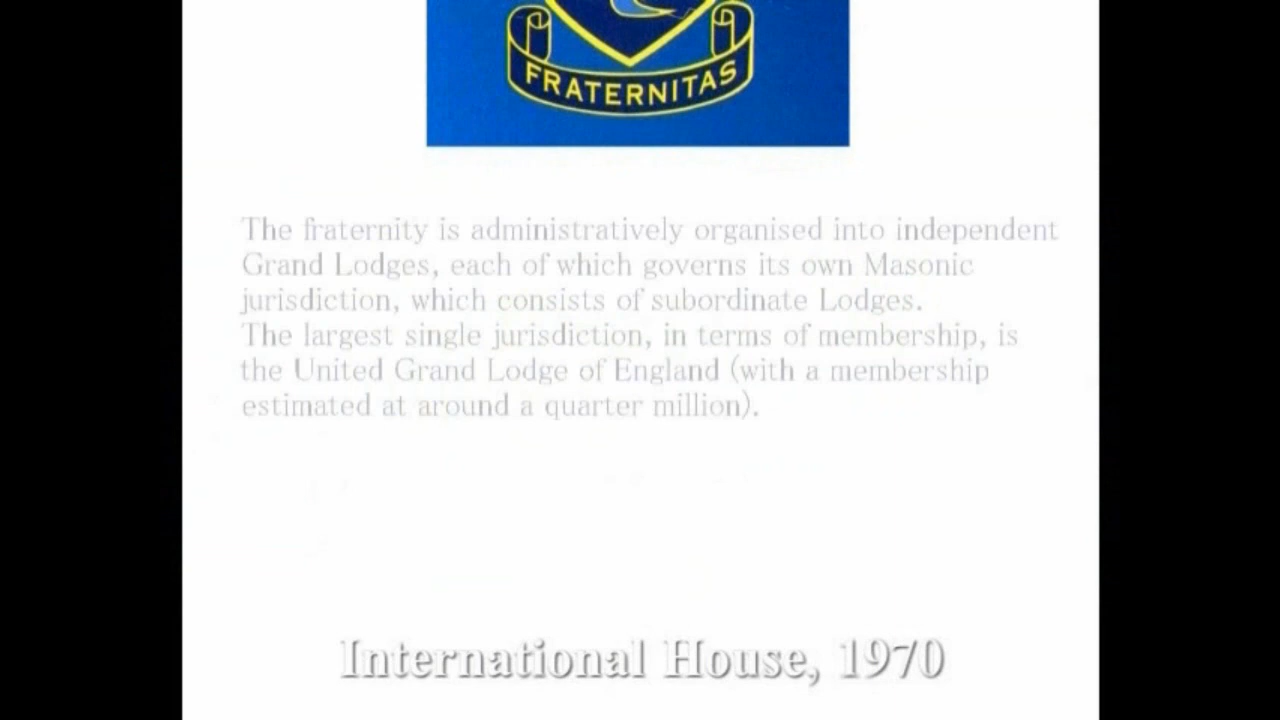 FRATERNITAS
The fraternity is administratively organised into independent
Grand Lodges, each of which governs its own Masonic
jurisdiction, which consists of subordinate Lodges.
The largest single jurisdiction, in terms of membership, is
the United Grand Lodge of England (with a membership
estimated at around a quarter million).
International House, 1970